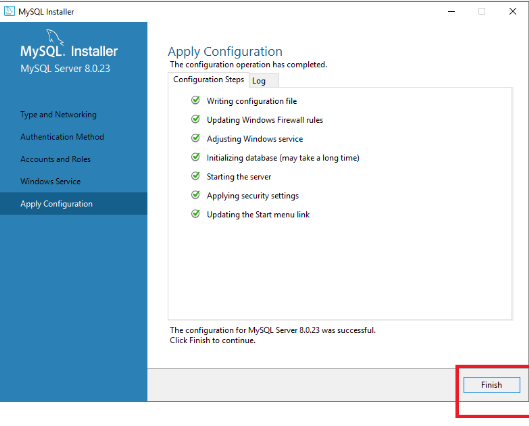 MySQL Installer
MySQL. Installer
MySQL Server 8.0.23
Type and Networking
Authentication Method
Accounts and Roles
Windows Service
Apply Configuration
Apply Configuration
The configuration operation has completed.
Configuration Steps
Log
Writing configuration file
Updating Windows Firewall rules
Adjusting Windows service
Initializing database (may take a long time)
Starting the server
Applying security settings
Updating the Start menu link
The configuration for MySQL Server 8.0.23 was successful.
Click Finish to continue.
Finish